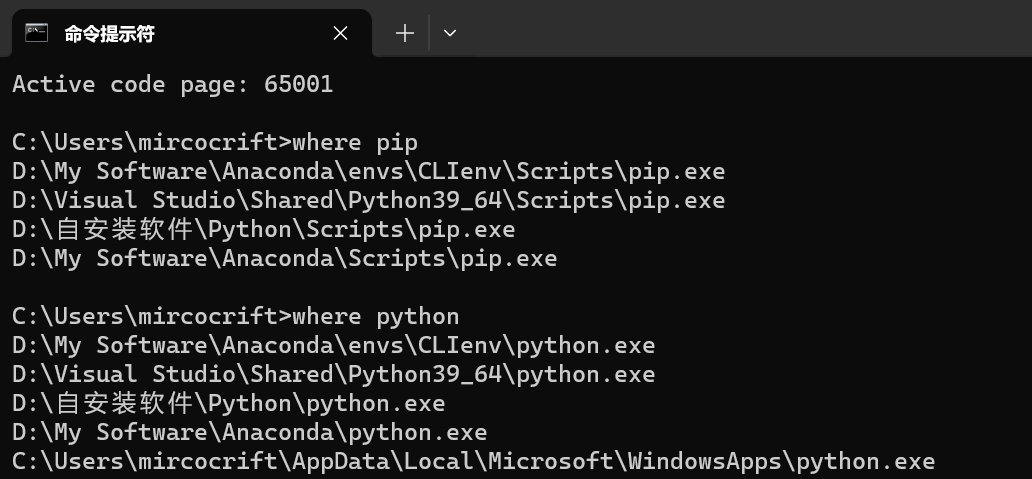 命令提示符
Active code page: 65001
C:\Users\mircocrift>where pip
D:\My Software\Anaconda\envs\CLIenv\Scripts\pip.exe
D:\Visual Studio\Shared\Python39_64\Scripts\pip.exe
D:\自安装软件\Python\Scripts\pip.exe
D:\My Software\Anaconda\Scripts\pip.exe
C:\Users\mircocrift>where python
D:\My Software\Anaconda\envs\CLIenv\python.exe
D:\Visual Studio\Shared\Python39_64\python.exe
D:\自安装软件\Python\python.exe
D:\My Software\Anaconda\python.exe
C:\Users\mircocrift\AppData\Local\Microsoft\WindowsApps\python.exe